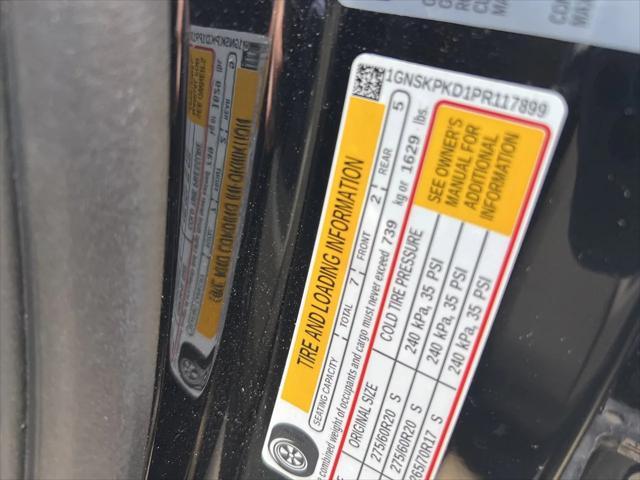 1GNSKPKD1PR117899
TIRE AND LOADING INFORMATION
SEATING CAPACITY | TOTAL 7 | FRONT 2 | REAR 5
combined weight of occupants and cargo must never exceed 739 kg or 1629 lbs.
ORIGINAL SIZE COLD TIRE PRESSURE SEE OWNER'S
MANUAL FOR
ADDITIONAL
INFORMATION
275/60R20 S 240 kPa, 35 PSI
275/60R20 S 240 kPa, 35 PSI
265/70R17 S 240 kPa, 35 PSI